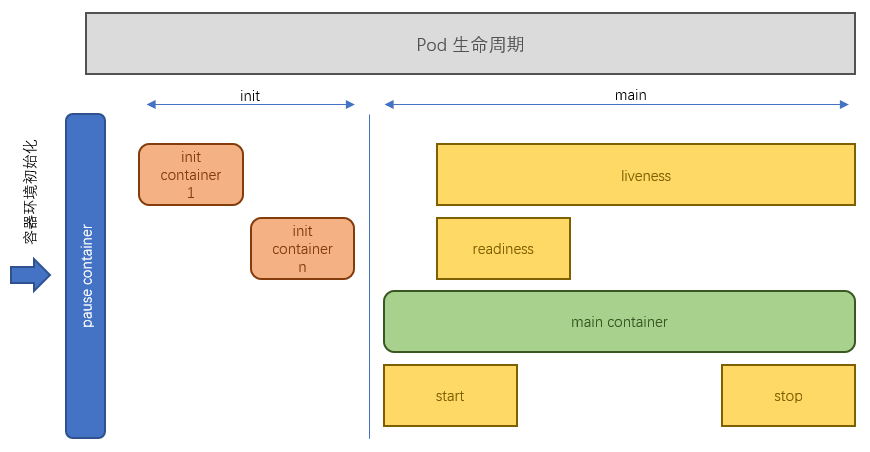 Pod 生命周期
init
main
容器环境初始化
pause container
init
container
1
init
container
n
liveness
readiness
main container
start
stop